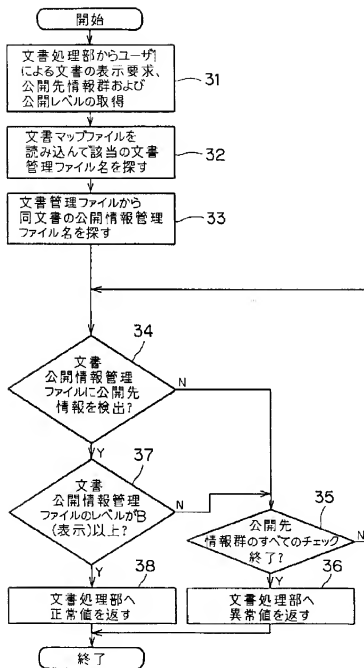 開始
文書処理部からユーザ
による文書の表示要求、
公開先情報群および
公開レベルの取得
31
文書マップファイルを
読み込んで該当の文書
管理ファイル名を探す
32
文書管理ファイルから
同文書の公開情報管理
ファイル名を探す
33
34
文書
公開情報管理
ファイルに公開先
情報を検出?
N
Y
37
文書
公開情報管理
ファイルのレベルがB
(表示)以上?
N
Y
35
公開先
情報群のすべてのチェック
終了?
N
Y
38
文書処理部へ
正常値を返す
36
文書処理部へ
異常値を返す
終了